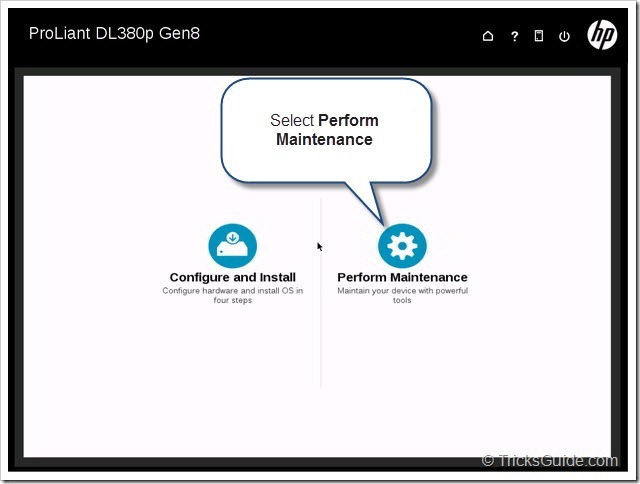 ProLiant DL380p Gen8
?
hp
Select Perform
Maintenance
Configure and Install
Configure hardware and install OS in
four steps
Perform Maintenance
Maintain your device with powerful
tools
© TricksGuide.com